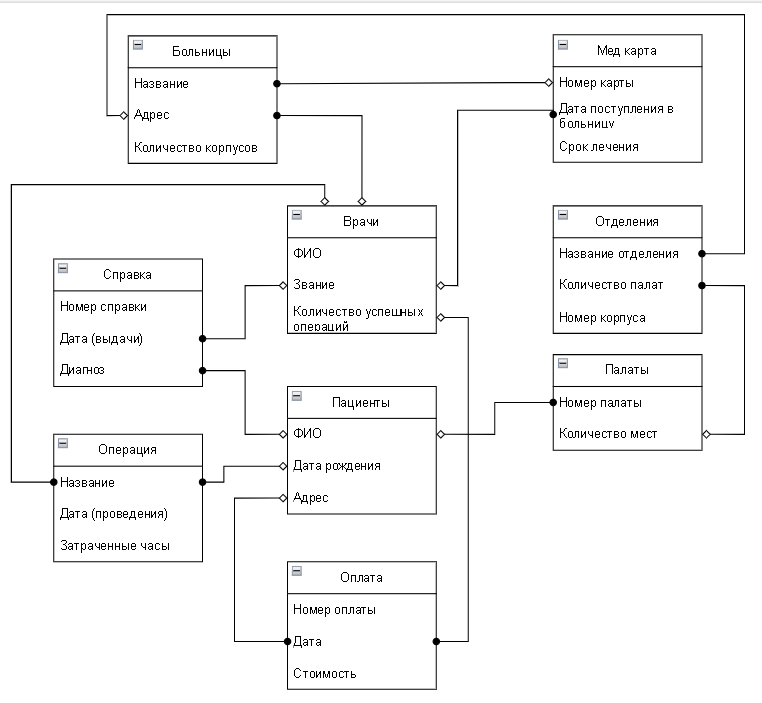 Больницы
Название
Адрес
Количество корпусов
Мед карта
Номер карты
Дата поступления в
больницу
Срок лечения
Врачи
ФИО
Звание
Количество успешных
операций
Отделения
Название отделения
Количество палат
Номер корпуса
Справка
Номер справки
Дата (выдачи)
Диагноз
Пациенты
ФИО
Дата рождения
Адрес
Палаты
Номер палаты
Количество мест
Операция
Название
Дата (проведения)
Затраченные часы
Оплата
Номер оплаты
Дата
Стоимость